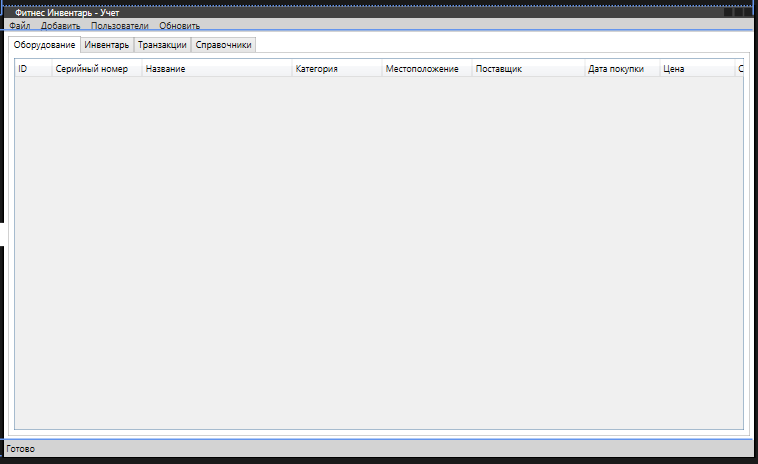 Фитнес Инвентарь - Учет
Файл Добавить Пользователи Обновить
Оборудование Инвентарь Транзакции Справочники
ID Серийный номер Название Категория Местоположение Поставщик Дата покупки Цена С
Готово